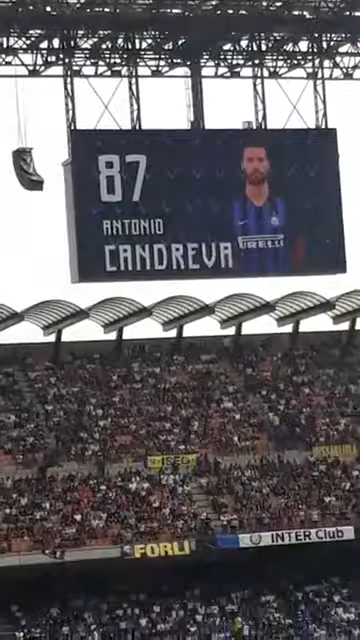 87
ANTONIO
CANDREVA
PIRELLI
FORLI
INTER Club